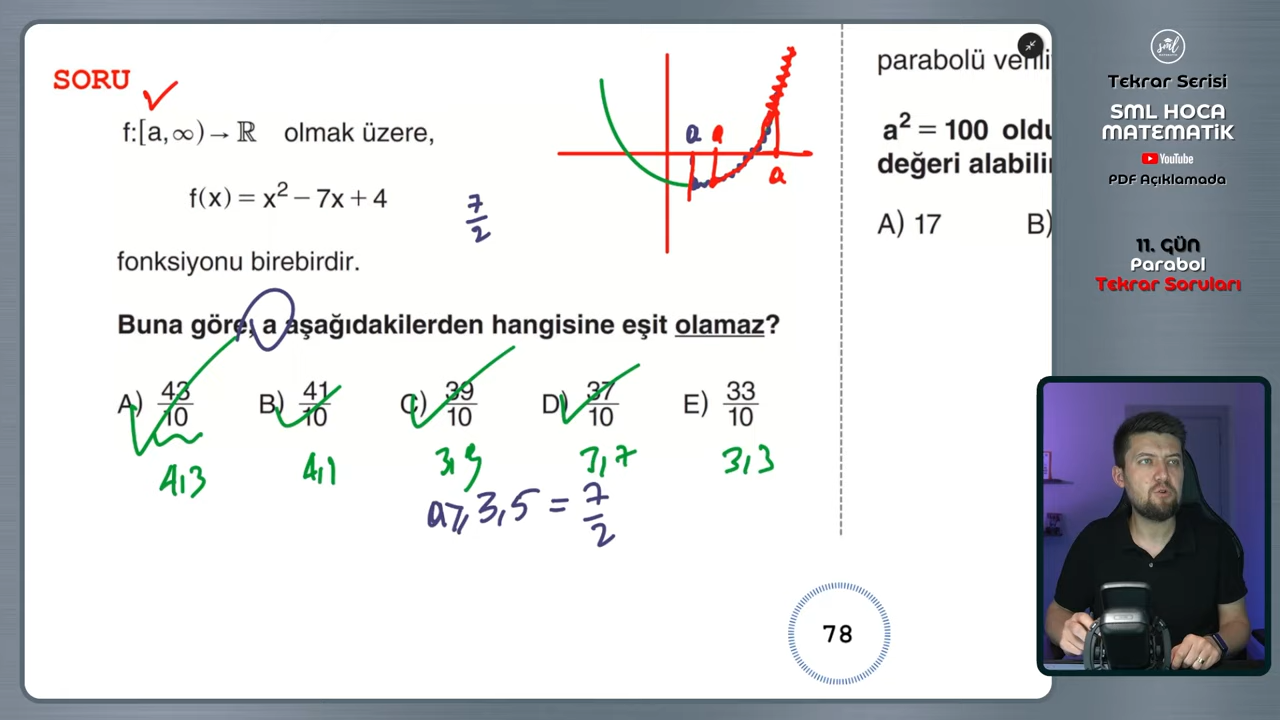 SORU
f:[a, ∞) → ℝ olmak üzere,
f(x) = x² − 7x + 4
7/2
fonksiyonu birebirdir.
Buna göre, a aşağıdakilerden hangisine eşit olamaz?
A) 43/10 B) 41/10 C) 39/10 D) 37/10 E) 33/10
4,3 4,1 3,9 3,7 3,3
a ≥ 3,5 = 7/2
a a
a
78
parabolü
a² = 100
değeri
A) 17 B)
sml
Tekrar Serisi
SML HOCA
MATEMATİK
YouTube
PDF Açıklamada
11. GÜN
Parabol
Tekrar Soruları